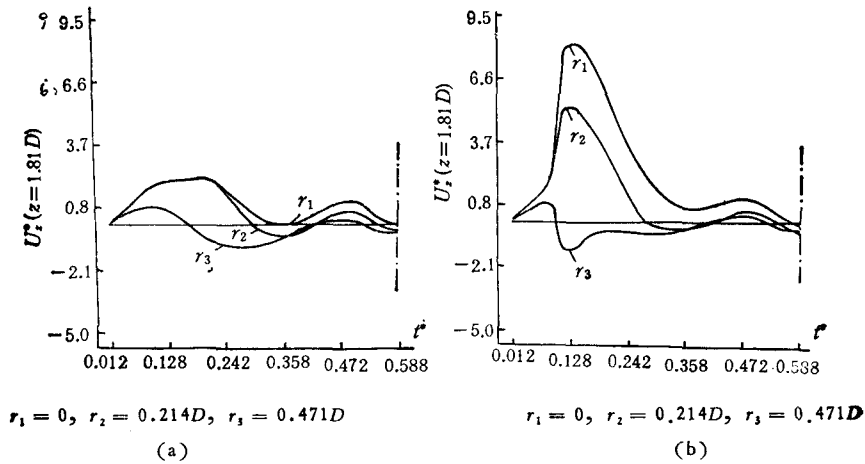 9.5
6.6
3.7
0.8
−2.1
−5.0
U*z (z=1.81D)
r₁
r₂
r₃
t*
0.012 0.128 0.242 0.358 0.472 0.588
r₁ = 0, r₂ = 0.214D, r₃ = 0.471D
(a)
9.5
6.6
3.7
0.8
−2.1
−5.0
U*z (z=1.81D)
r₁
r₂
r₃
t*
0.012 0.128 0.242 0.358 0.472 0.538
r₁ = 0, r₂ = 0.214D, r₃ = 0.471D
(b)